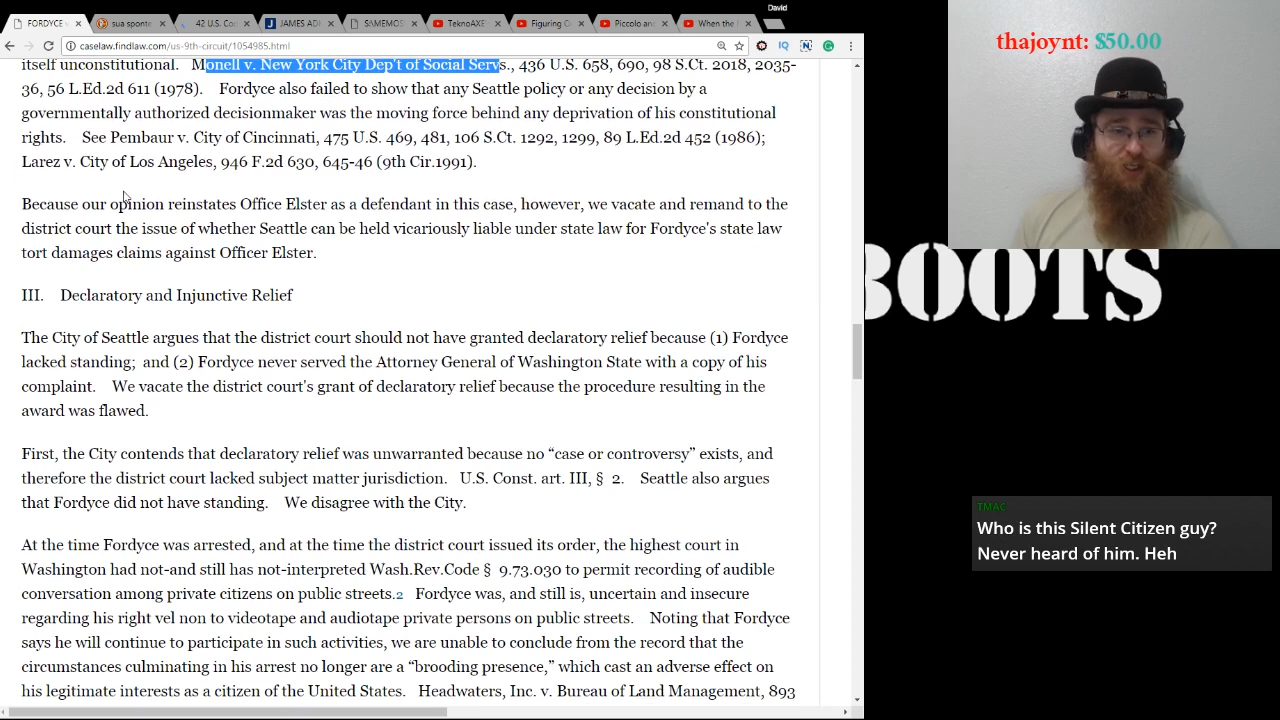 David
FORDYCE v
sua sponte
42 U.S. Co
JAMES ADI
S:\MEMOS
TeknoAXE
Figuring O
Piccolo an
When the
caselaw.findlaw.com/us-9th-circuit/1054985.html
itself unconstitutional. Monell v. New York City Dep't of Social Servs., 436 U.S. 658, 690, 98 S.Ct. 2018, 2035-
36, 56 L.Ed.2d 611 (1978). Fordyce also failed to show that any Seattle policy or any decision by a
governmentally authorized decisionmaker was the moving force behind any deprivation of his constitutional
rights. See Pembaur v. City of Cincinnati, 475 U.S. 469, 481, 106 S.Ct. 1292, 1299, 89 L.Ed.2d 452 (1986);
Larez v. City of Los Angeles, 946 F.2d 630, 645-46 (9th Cir.1991).
Because our opinion reinstates Office Elster as a defendant in this case, however, we vacate and remand to the
district court the issue of whether Seattle can be held vicariously liable under state law for Fordyce's state law
tort damages claims against Officer Elster.
III. Declaratory and Injunctive Relief
The City of Seattle argues that the district court should not have granted declaratory relief because (1) Fordyce
lacked standing; and (2) Fordyce never served the Attorney General of Washington State with a copy of his
complaint. We vacate the district court's grant of declaratory relief because the procedure resulting in the
award was flawed.
First, the City contends that declaratory relief was unwarranted because no “case or controversy” exists, and
therefore the district court lacked subject matter jurisdiction. U.S. Const. art. III, § 2. Seattle also argues
that Fordyce did not have standing. We disagree with the City.
At the time Fordyce was arrested, and at the time the district court issued its order, the highest court in
Washington had not-and still has not-interpreted Wash.Rev.Code § 9.73.030 to permit recording of audible
conversation among private citizens on public streets.2 Fordyce was, and still is, uncertain and insecure
regarding his right vel non to videotape and audiotape private persons on public streets. Noting that Fordyce
says he will continue to participate in such activities, we are unable to conclude from the record that the
circumstances culminating in his arrest no longer are a “brooding presence,” which cast an adverse effect on
his legitimate interests as a citizen of the United States. Headwaters, Inc. v. Bureau of Land Management, 893
thajoynt: $50.00
BOOTS
TMAC
Who is this Silent Citizen guy?
Never heard of him. Heh